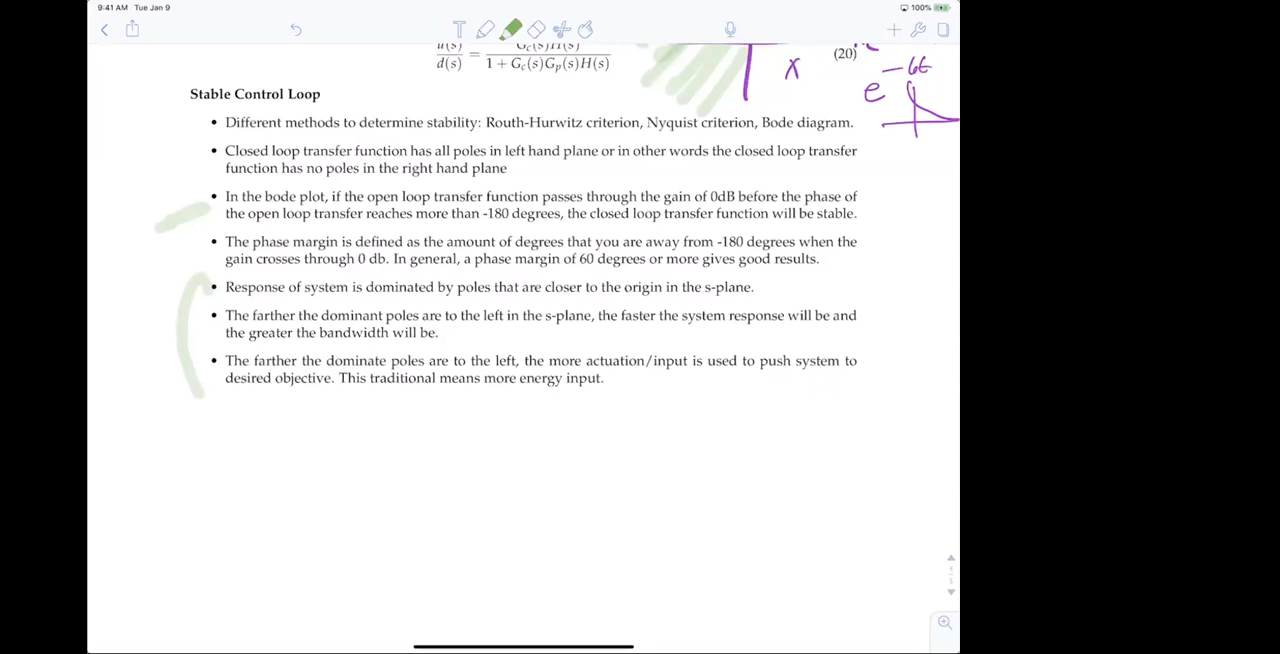 9:41 AM Tue Jan 9
100%
d(s) = 1 + Gc(s)Gp(s)H(s)
(20)
x
e -6t
Stable Control Loop
• Different methods to determine stability: Routh-Hurwitz criterion, Nyquist criterion, Bode diagram.
• Closed loop transfer function has all poles in left hand plane or in other words the closed loop transfer
function has no poles in the right hand plane
• In the bode plot, if the open loop transfer function passes through the gain of 0dB before the phase of
the open loop transfer reaches more than -180 degrees, the closed loop transfer function will be stable.
• The phase margin is defined as the amount of degrees that you are away from -180 degrees when the
gain crosses through 0 db. In general, a phase margin of 60 degrees or more gives good results.
• Response of system is dominated by poles that are closer to the origin in the s-plane.
• The farther the dominant poles are to the left in the s-plane, the faster the system response will be and
the greater the bandwidth will be.
• The farther the dominate poles are to the left, the more actuation/input is used to push system to
desired objective. This traditional means more energy input.